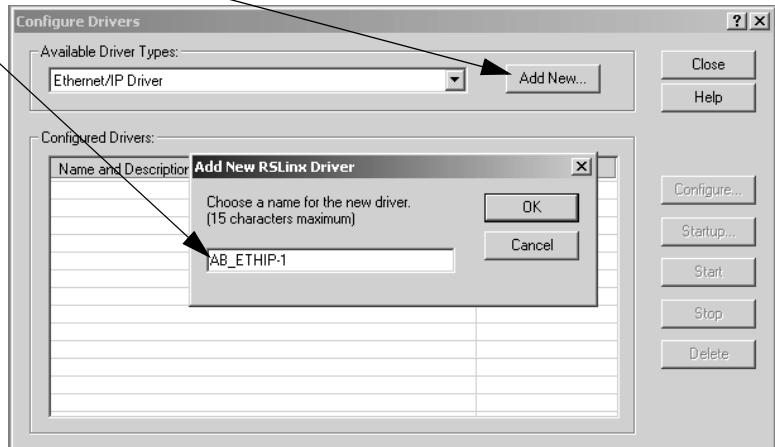 Configure Drivers
Available Driver Types:
Ethernet/IP Driver
Add New...
Close
Help
Configured Drivers:
Name and Description
Add New RSLinx Driver
Choose a name for the new driver.
(15 characters maximum)
AB_ETHIP-1
OK
Cancel
Configure...
Startup...
Start
Stop
Delete